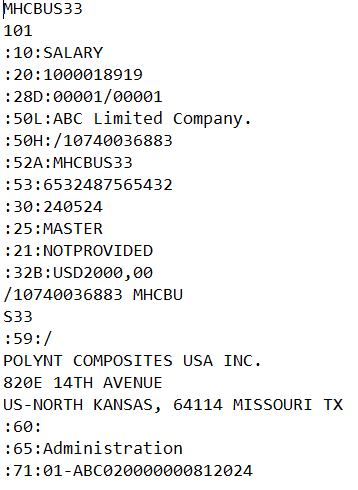 MHCBUS33
101
:10:SALARY
:20:1000018919
:28D:00001/00001
:50L:ABC Limited Company.
:50H:/10740036883
:52A:MHCBUS33
:53:6532487565432
:30:240524
:25:MASTER
:21:NOTPROVIDED
:32B:USD2000,00
/10740036883 MHCBU
S33
:59:/
POLYNT COMPOSITES USA INC.
820E 14TH AVENUE
US-NORTH KANSAS, 64114 MISSOURI TX
:60:
:65:Administration
:71:01-ABC020000000812024